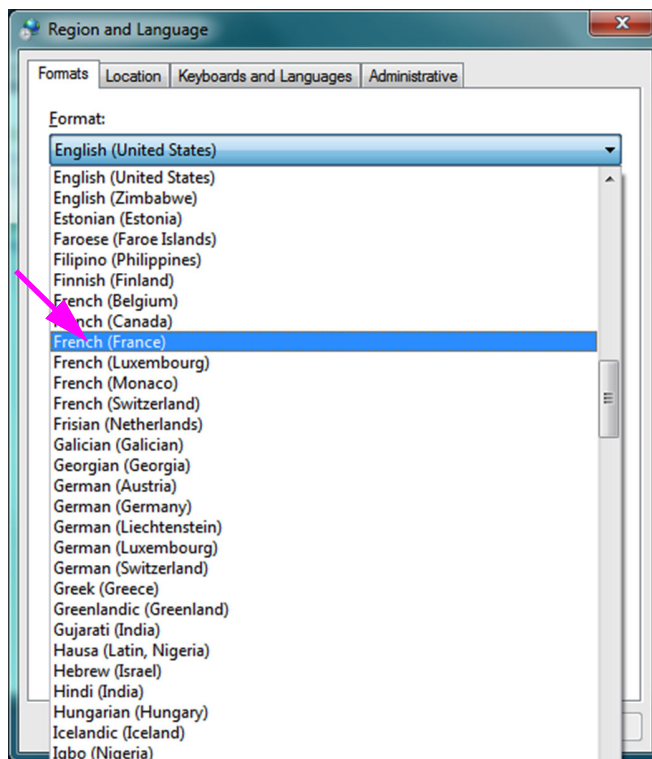 Region and Language
Formats Location Keyboards and Languages Administrative
Format:
English (United States)
English (United States)
English (Zimbabwe)
Estonian (Estonia)
Faroese (Faroe Islands)
Filipino (Philippines)
Finnish (Finland)
French (Belgium)
French (Canada)
French (France)
French (Luxembourg)
French (Monaco)
French (Switzerland)
Frisian (Netherlands)
Galician (Galician)
Georgian (Georgia)
German (Austria)
German (Germany)
German (Liechtenstein)
German (Luxembourg)
German (Switzerland)
Greek (Greece)
Greenlandic (Greenland)
Gujarati (India)
Hausa (Latin, Nigeria)
Hebrew (Israel)
Hindi (India)
Hungarian (Hungary)
Icelandic (Iceland)
Igbo (Nigeria)